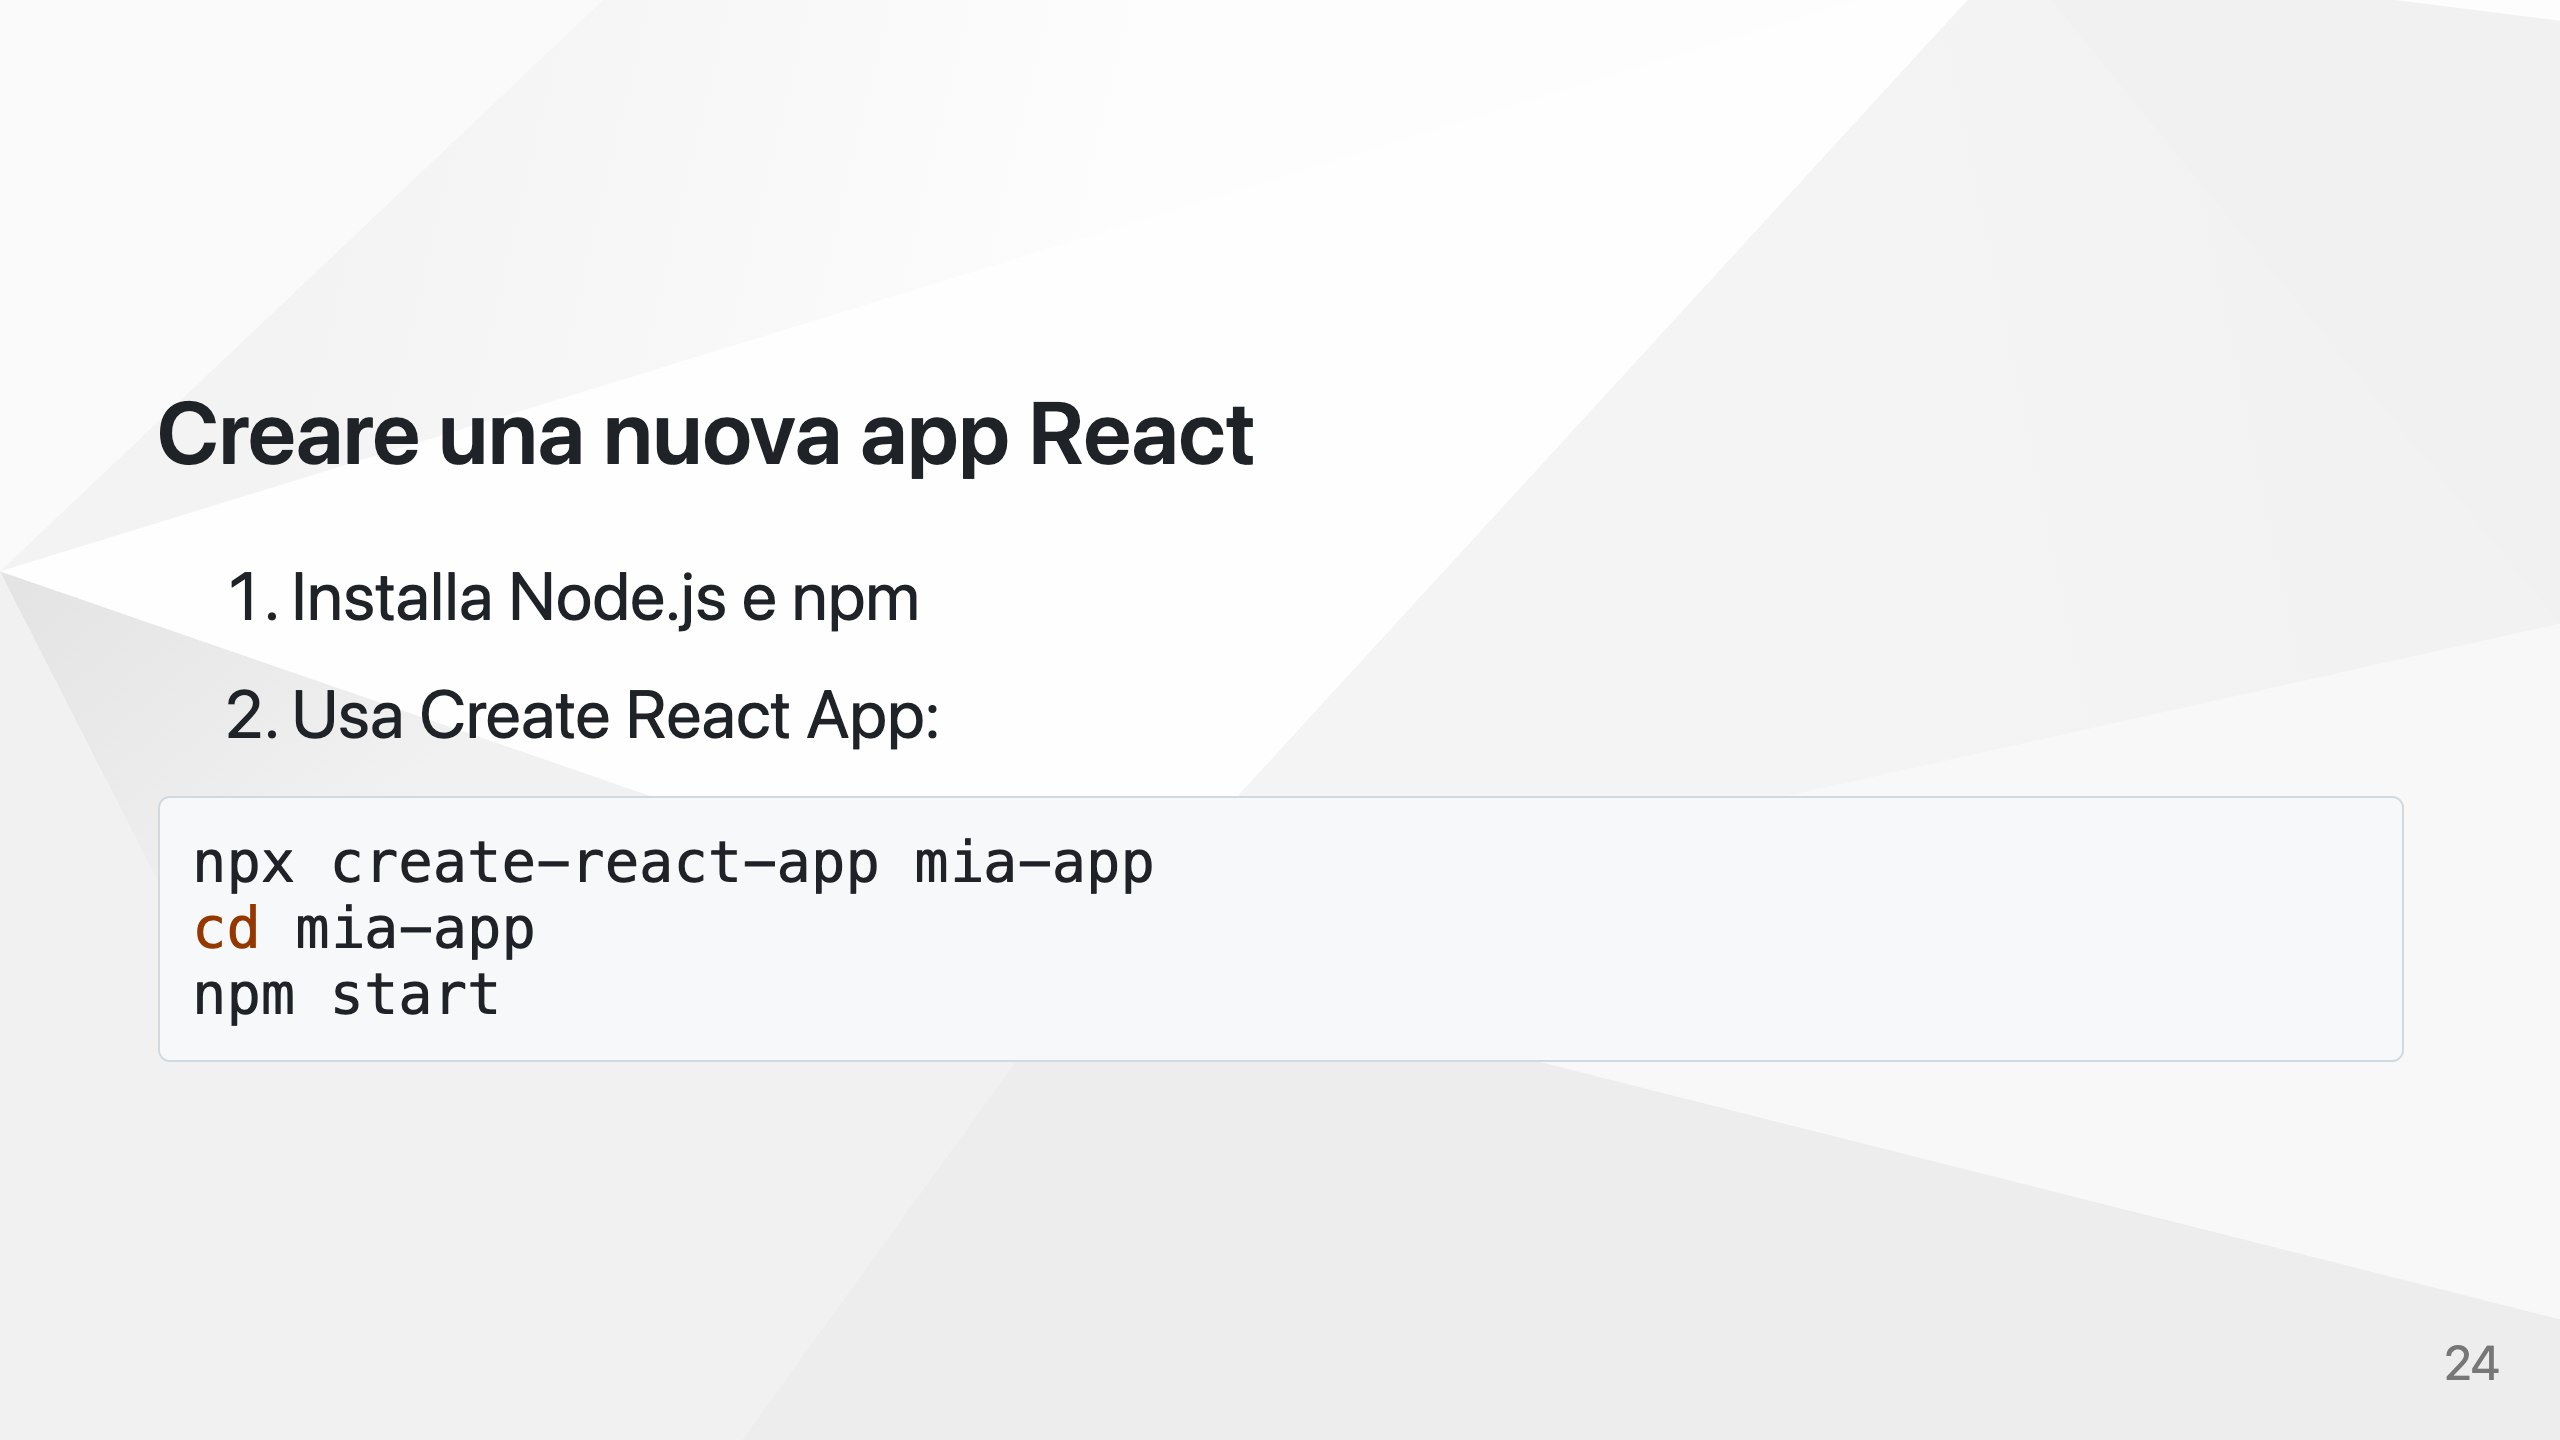 Creare una nuova app React
1. Installa Node.js e npm
2. Usa Create React App:
npx create-react-app mia-app
cd mia-app
npm start
24